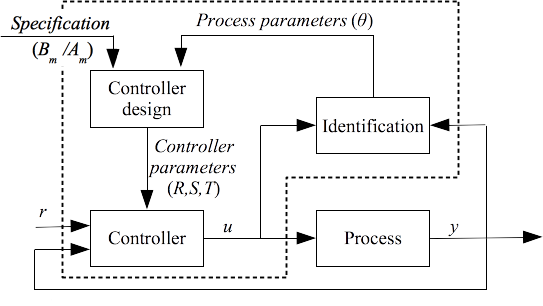 Specification
(Bm /Am)
Process parameters (θ)
Controller
design
Identification
Controller
parameters
(R,S,T)
r
Controller
u
Process
y